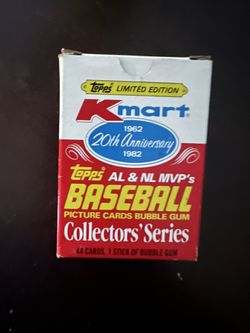 Topps LIMITED EDITION
Kmart
1962
20th Anniversary
1982
Topps AL & NL MVP's
BASEBALL
PICTURE CARDS BUBBLE GUM
Collectors' Series
44 CARDS, 1 STICK OF BUBBLE GUM